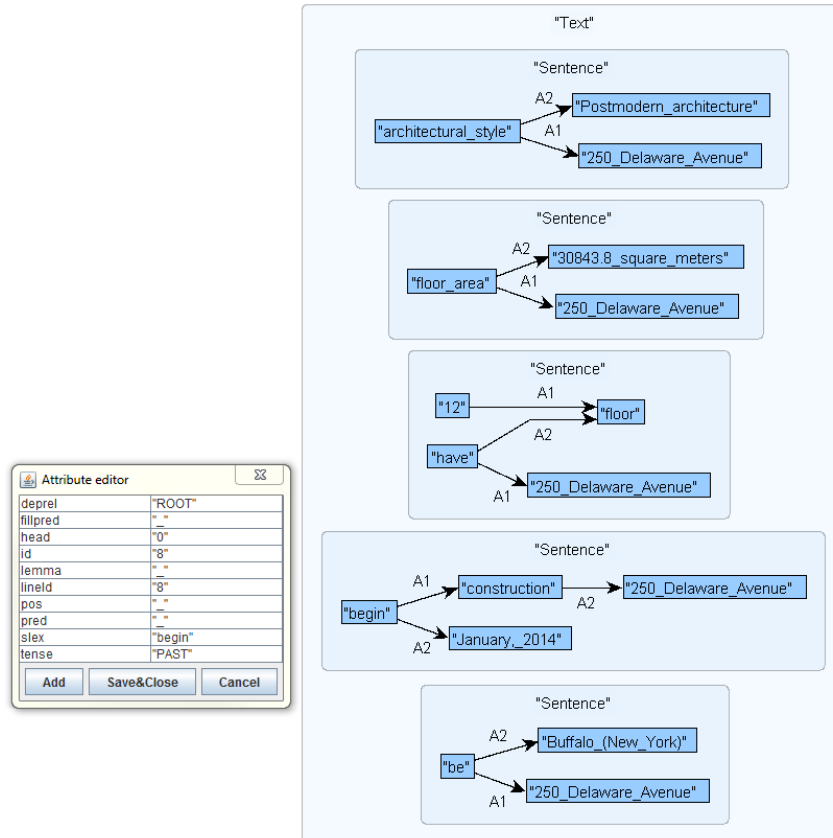 "Text"
"Sentence"
A2
"Postmodern_architecture"
"architectural_style"
A1
"250_Delaware_Avenue"
"Sentence"
A2
"30843.8_square_meters"
"floor_area"
A1
"250_Delaware_Avenue"
"Sentence"
"12"
A1
"floor"
A2
"have"
A1
"250_Delaware_Avenue"
"Sentence"
A1
"construction"
A2
"250_Delaware_Avenue"
"begin"
A2
"January,_2014"
"Sentence"
A2
"Buffalo_(New_York)"
"be"
A1
"250_Delaware_Avenue"
Attribute editor
deprel "ROOT"
fillpred "_"
head "0"
id "8"
lemma "_"
lineId "8"
pos "_"
pred "_"
slex "begin"
tense "PAST"
Add Save&Close Cancel